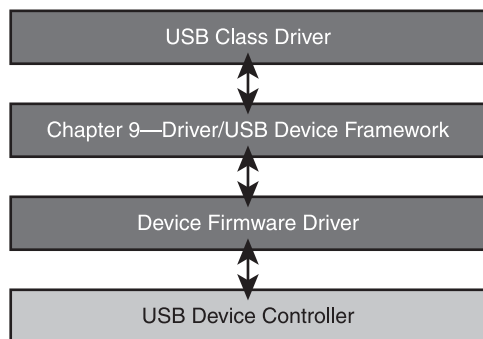 USB Class Driver
Chapter 9—Driver/USB Device Framework
Device Firmware Driver
USB Device Controller